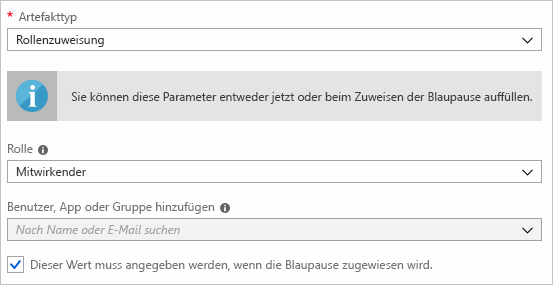 * Artefakttyp
Rollenzuweisung
Sie können diese Parameter entweder jetzt oder beim Zuweisen der Blaupause auffüllen.
Rolle
Mitwirkender
Benutzer, App oder Gruppe hinzufügen
Nach Name oder E-Mail suchen
Dieser Wert muss angegeben werden, wenn die Blaupause zugewiesen wird.